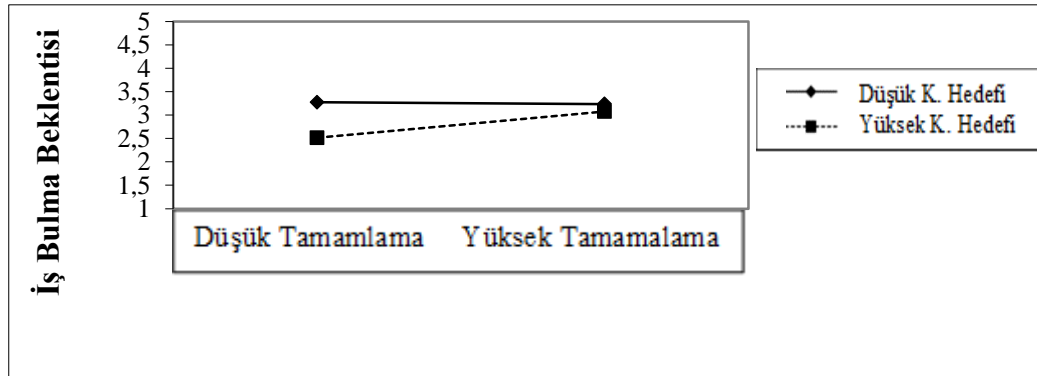 İş Bulma Beklentisi
5
4,5
4
3,5
3
2,5
2
1,5
1
Düşük Tamamlama
Yüksek Tamamalama
Düşük K. Hedefi
Yüksek K. Hedefi